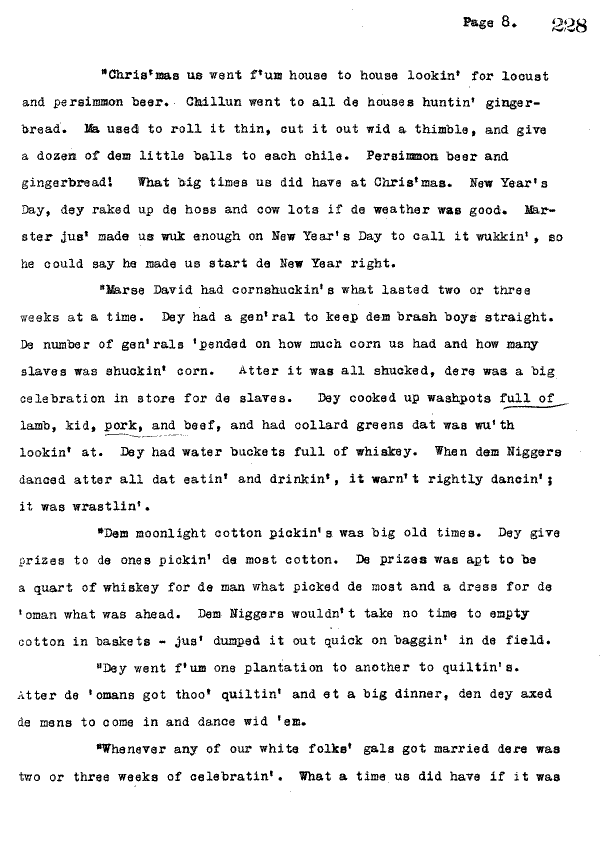 Page 8. 228
"Chris'mas us went f'um house to house lookin' for locust
and persimmon beer. Chillun went to all de houses huntin' ginger-
bread. Ma used to roll it thin, cut it out wid a thimble, and give
a dozen of dem little balls to each chile. Persimmon beer and
gingerbread! What big times us did have at Chris'mas. New Year's
Day, dey raked up de hoss and cow lots if de weather was good. Mar-
ster jus' made us wuk enough on New Year's Day to call it wukkin', so
he could say he made us start de New Year right.
"Marse David had cornshuckin's what lasted two or three
weeks at a time. Dey had a gen'ral to keep dem brash boys straight.
De number of gen'rals 'pended on how much corn us had and how many
slaves was shuckin' corn. Atter it was all shucked, dere was a big
celebration in store for de slaves. Dey cooked up washpots full of
lamb, kid, pork, and beef, and had collard greens dat was wu'th
lookin' at. Dey had water buckets full of whiskey. When dem Niggers
danced atter all dat eatin' and drinkin', it warn't rightly dancin';
it was wrastlin'.
"Dem moonlight cotton pickin's was big old times. Dey give
prizes to de ones pickin' de most cotton. De prizes was apt to be
a quart of whiskey for de man what picked de most and a dress for de
'oman what was ahead. Dem Niggers wouldn't take no time to empty
cotton in baskets - jus' dumped it out quick on baggin' in de field.
"Dey went f'um one plantation to another to quiltin's.
Atter de 'omans got thoo' quiltin' and et a big dinner, den dey axed
de mens to come in and dance wid 'em.
"Whenever any of our white folks' gals got married dere was
two or three weeks of celebratin'. What a time us did have if it was